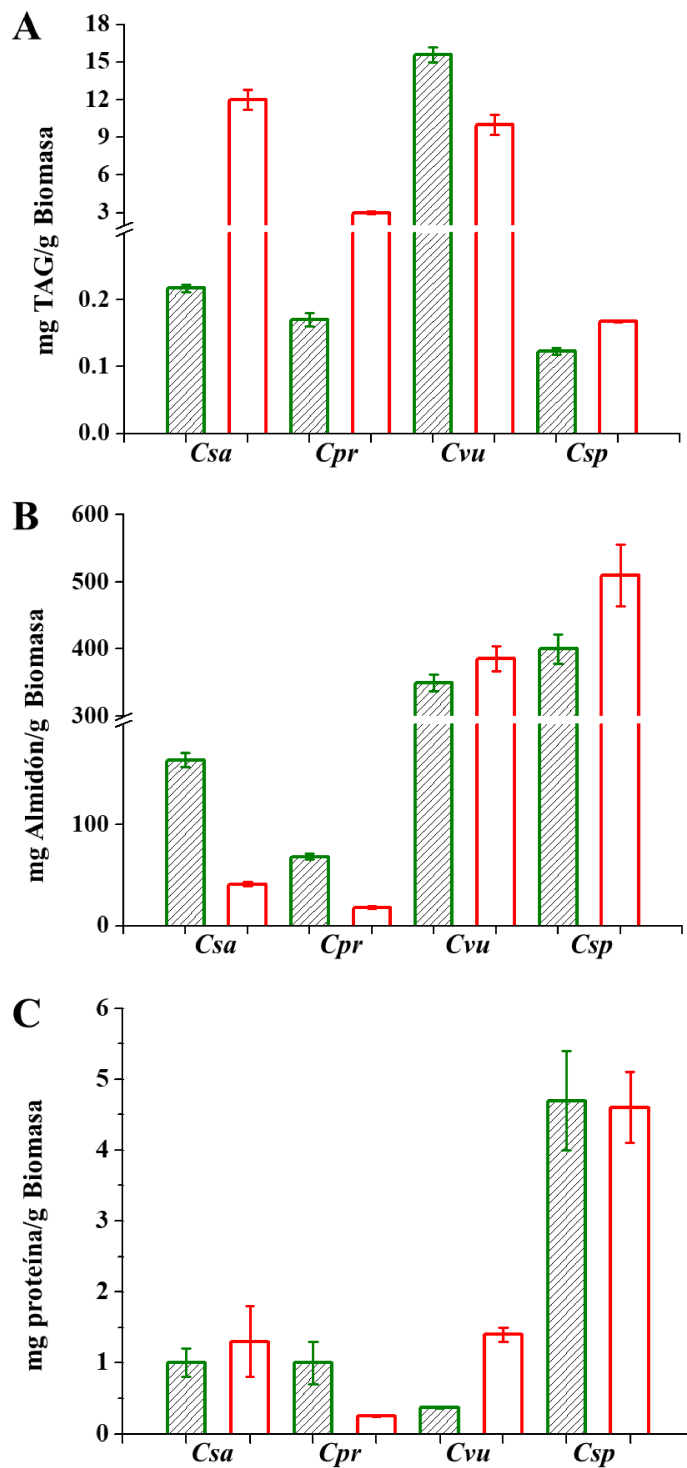 A
18
15
12
9
6
3
0.2
0.1
0.0
mg TAG/g Biomasa
Csa Cpr Cvu Csp
B
600
500
400
300
100
0
mg Almidón/g Biomasa
Csa Cpr Cvu Csp
C
6
5
4
3
2
1
0
mg proteína/g Biomasa
Csa Cpr Cvu Csp